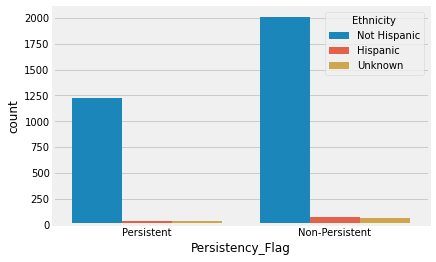 2000
1750
1500
1250
1000
750
500
250
0
count
Ethnicity
Not Hispanic
Hispanic
Unknown
Persistent Non-Persistent
Persistency_Flag